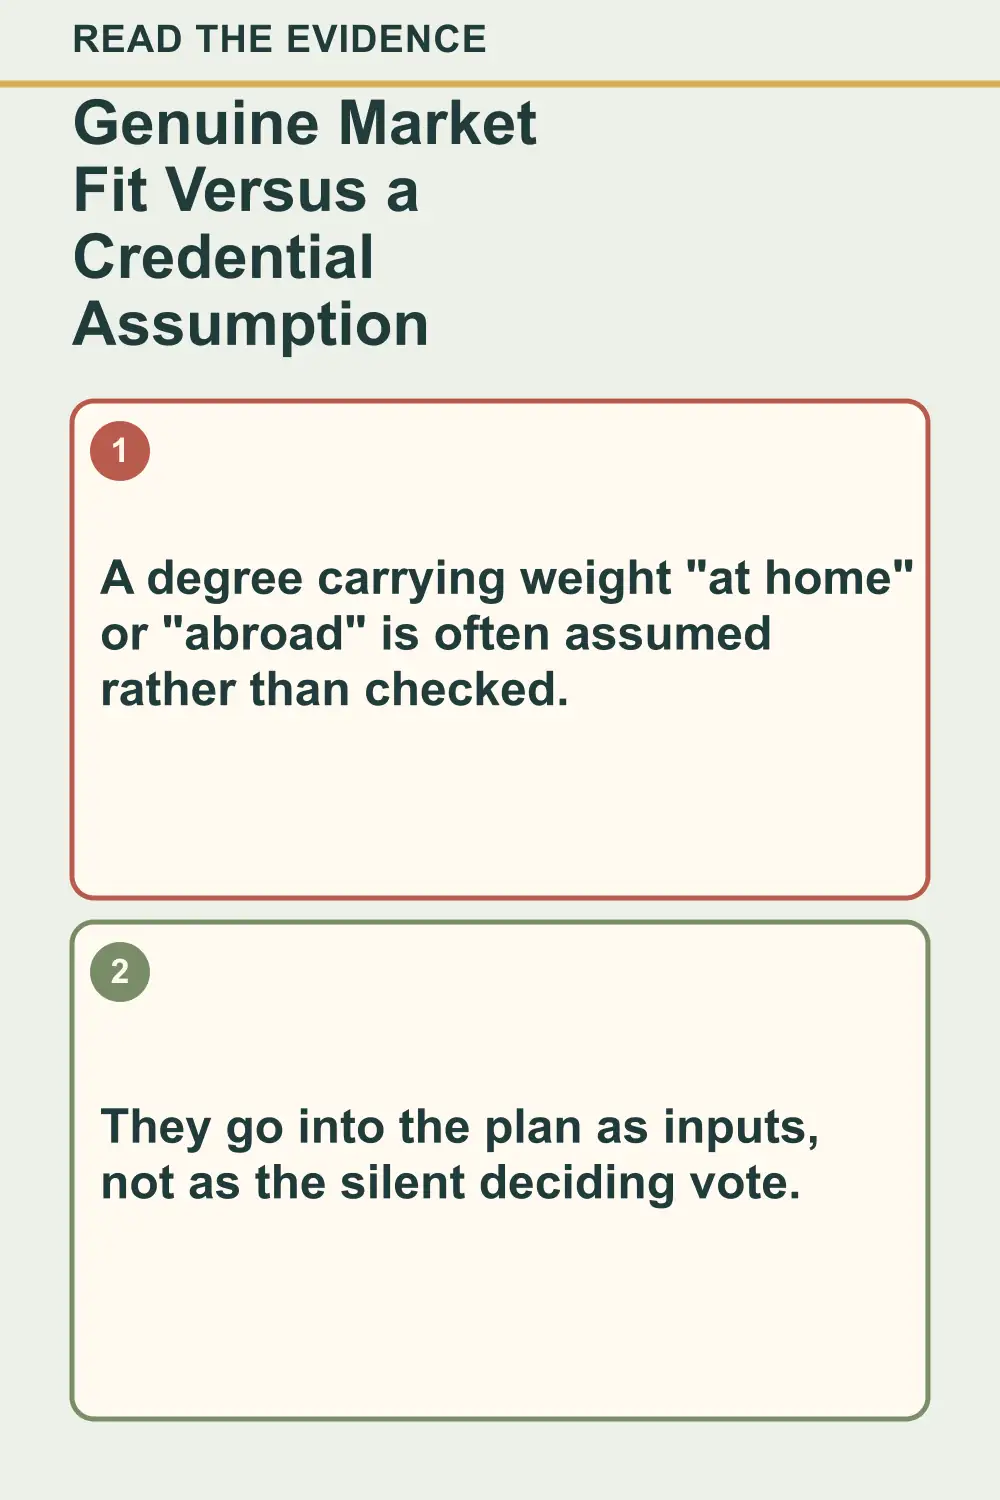 READ THE EVIDENCE
Genuine Market
Fit Versus a
Credential
Assumption
1
A degree carrying weight "at home"
or "abroad" is often assumed
rather than checked.
2
They go into the plan as inputs,
not as the silent deciding vote.